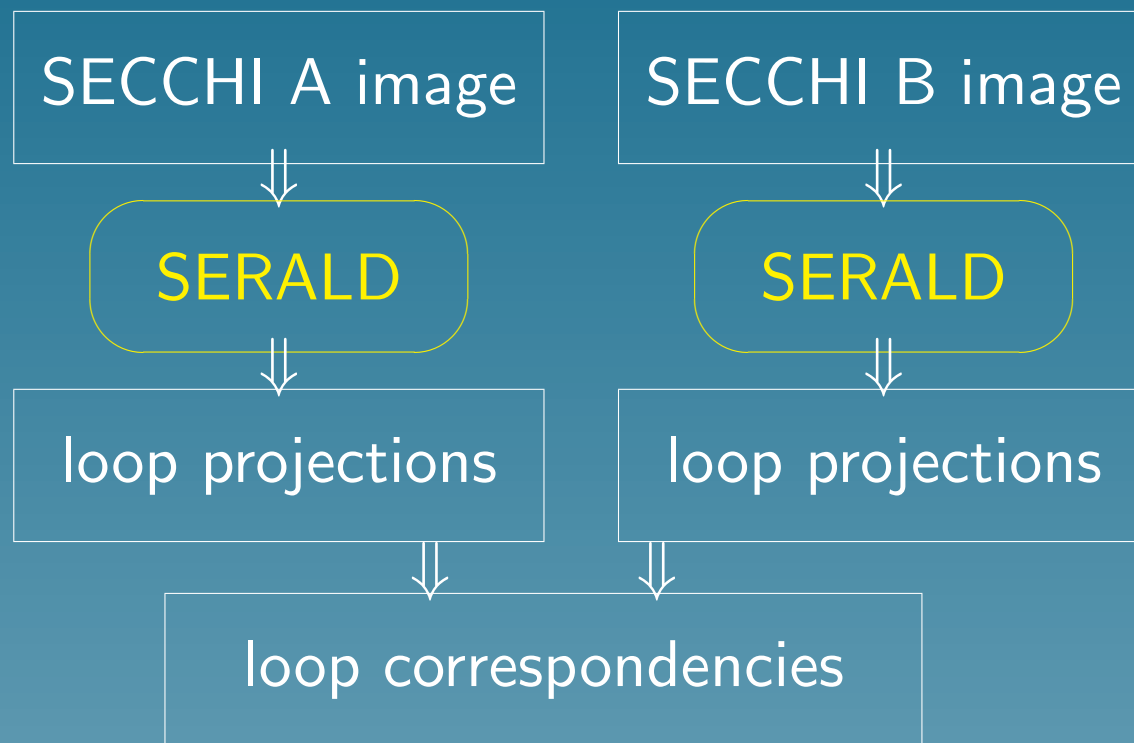 SECCHI A image
SECCHI B image
SERALD
SERALD
loop projections
loop projections
loop correspondencies